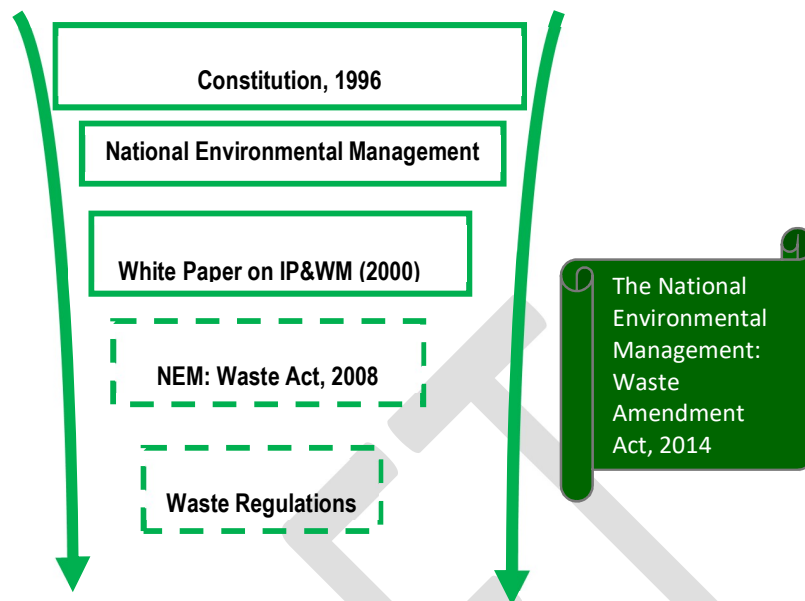 Constitution, 1996
National Environmental Management
White Paper on IP&WM (2000)
NEM: Waste Act, 2008
Waste Regulations
The National
Environmental
Management:
Waste
Amendment
Act, 2014